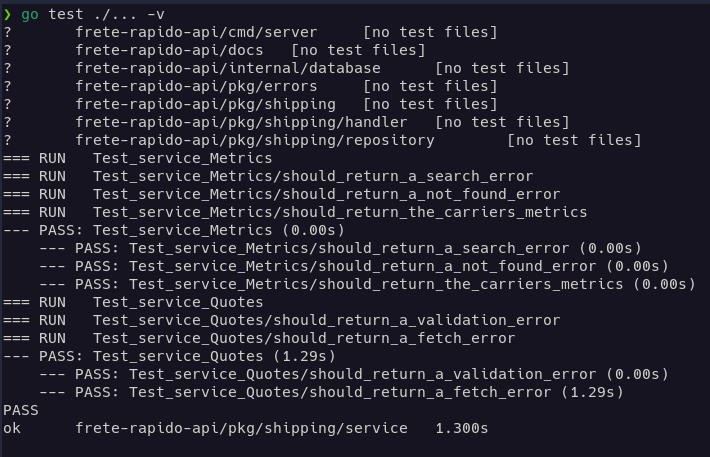 ❯ go test ./... -v
?       frete-rapido-api/cmd/server     [no test files]
?       frete-rapido-api/docs   [no test files]
?       frete-rapido-api/internal/database      [no test files]
?       frete-rapido-api/pkg/errors     [no test files]
?       frete-rapido-api/pkg/shipping   [no test files]
?       frete-rapido-api/pkg/shipping/handler   [no test files]
?       frete-rapido-api/pkg/shipping/repository        [no test files]
=== RUN   Test_service_Metrics
=== RUN   Test_service_Metrics/should_return_a_search_error
=== RUN   Test_service_Metrics/should_return_a_not_found_error
=== RUN   Test_service_Metrics/should_return_the_carriers_metrics
--- PASS: Test_service_Metrics (0.00s)
    --- PASS: Test_service_Metrics/should_return_a_search_error (0.00s)
    --- PASS: Test_service_Metrics/should_return_a_not_found_error (0.00s)
    --- PASS: Test_service_Metrics/should_return_the_carriers_metrics (0.00s)
=== RUN   Test_service_Quotes
=== RUN   Test_service_Quotes/should_return_a_validation_error
=== RUN   Test_service_Quotes/should_return_a_fetch_error
--- PASS: Test_service_Quotes (1.29s)
    --- PASS: Test_service_Quotes/should_return_a_validation_error (0.00s)
    --- PASS: Test_service_Quotes/should_return_a_fetch_error (1.29s)
PASS
ok      frete-rapido-api/pkg/shipping/service   1.300s